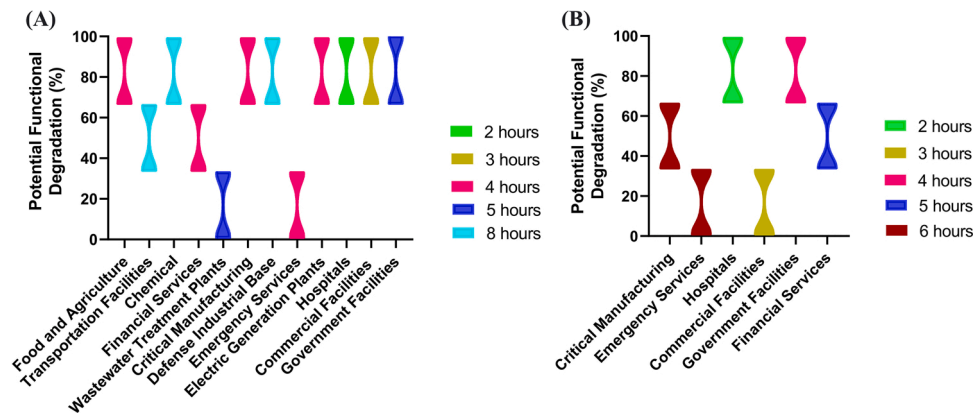 (A)
Potential Functional
Degradation (%)
100
80
60
40
20
0
Food and Agriculture
Transportation Facilities
Chemical
Financial Services
Wastewater Treatment Plants
Critical Manufacturing
Defense Industrial Base
Emergency Services
Electric Generation Plants
Hospitals
Commercial Facilities
Government Facilities
2 hours
3 hours
4 hours
5 hours
8 hours
(B)
Potential Functional
Degradation (%)
100
80
60
40
20
0
Critical Manufacturing
Emergency Services
Hospitals
Commercial Facilities
Government Facilities
Financial Services
2 hours
3 hours
4 hours
5 hours
6 hours